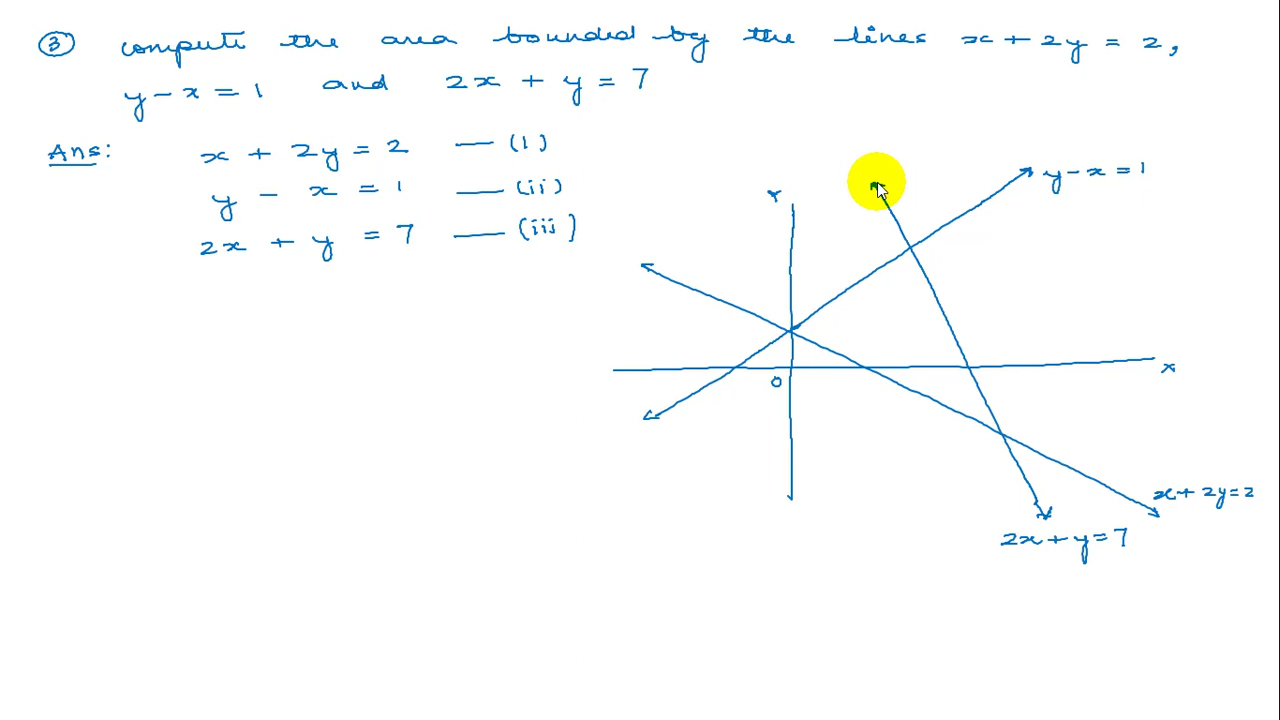 ③ compute the area bounded by the lines x + 2y = 2,
y - x = 1 and 2x + y = 7
Ans: x + 2y = 2 — (i)
y - x = 1 — (ii)
2x + y = 7 — (iii)
y - x = 1
Y
X
O
x + 2y = 2
2x + y = 7